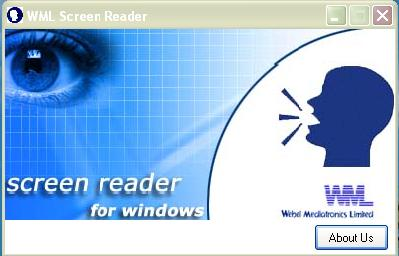 WML Screen Reader
screen reader
for windows
WML
Webel Mediatronics Limited
About Us